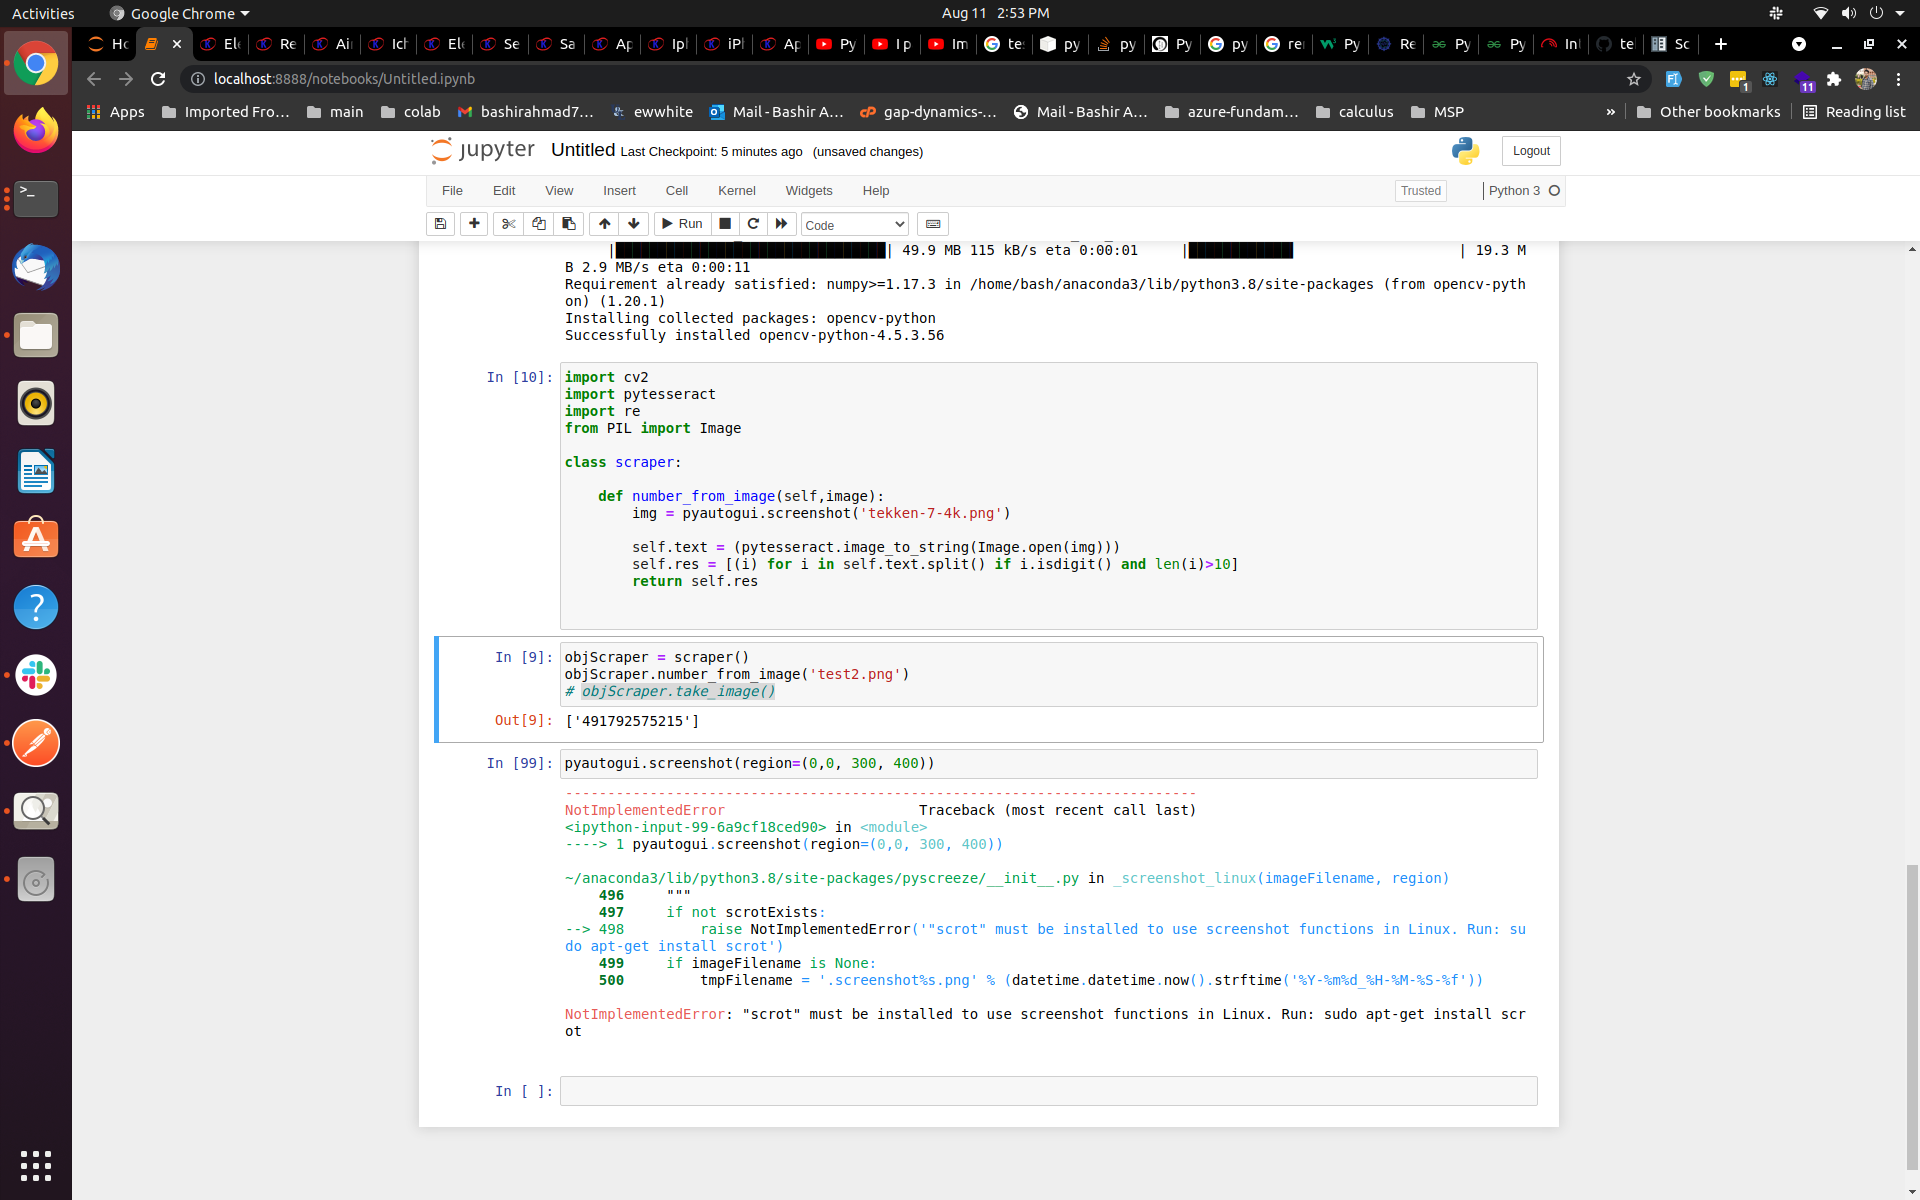 Activities
Google Chrome
Aug 11 2:53 PM
Ho
Ele
Re
Ai
Ic
Ele
Se
Sa
Ap
Ip
iP
Ap
Py
I p
Im
te
py
py
Py
py
re
Py
Re
Py
Py
In
te
Sc
localhost:8888/notebooks/Untitled.ipynb
1
11
Apps
Imported Fro...
main
colab
bashirahmad7...
ewwhite
Mail - Bashir A...
gap-dynamics-...
Mail - Bashir A...
azure-fundam...
calculus
MSP
»
Other bookmarks
Reading list
jupyter Untitled Last Checkpoint: 5 minutes ago (unsaved changes)
Logout
File Edit View Insert Cell Kernel Widgets Help
Trusted
Python 3
Run
Code
| | 49.9 MB 115 kB/s eta 0:00:01 | | 19.3 M
B 2.9 MB/s eta 0:00:11
Requirement already satisfied: numpy>=1.17.3 in /home/bash/anaconda3/lib/python3.8/site-packages (from opencv-pyth
on) (1.20.1)
Installing collected packages: opencv-python
Successfully installed opencv-python-4.5.3.56
In [10]:
import cv2
import pytesseract
import re
from PIL import Image
class scraper:
def number_from_image(self,image):
img = pyautogui.screenshot('tekken-7-4k.png')
self.text = (pytesseract.image_to_string(Image.open(img)))
self.res = [(i) for i in self.text.split() if i.isdigit() and len(i)>10]
return self.res
In [9]:
objScraper = scraper()
objScraper.number_from_image('test2.png')
# objScraper.take_image()
Out[9]: ['491792575215']
In [99]:
pyautogui.screenshot(region=(0,0, 300, 400))
---------------------------------------------------------------------------
NotImplementedError Traceback (most recent call last)
<ipython-input-99-6a9cf18ced90> in <module>
----> 1 pyautogui.screenshot(region=(0,0, 300, 400))
~/anaconda3/lib/python3.8/site-packages/pyscreeze/__init__.py in _screenshot_linux(imageFilename, region)
496 """
497 if not scrotExists:
--> 498 raise NotImplementedError('"scrot" must be installed to use screenshot functions in Linux. Run: su
do apt-get install scrot')
499 if imageFilename is None:
500 tmpFilename = '.screenshot%s.png' % (datetime.datetime.now().strftime('%Y-%m%d_%H-%M-%S-%f'))
NotImplementedError: "scrot" must be installed to use screenshot functions in Linux. Run: sudo apt-get install scr
ot
In [ ]: